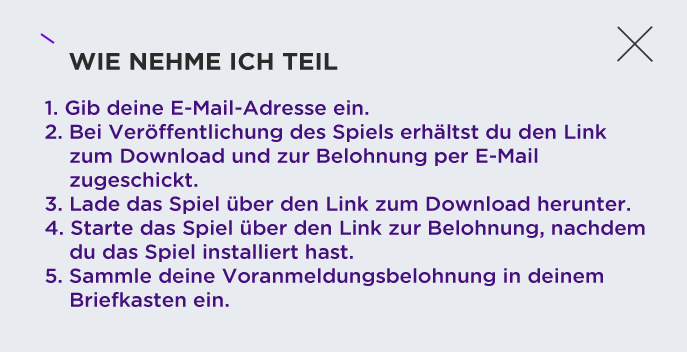 WIE NEHME ICH TEIL
1. Gib deine E-Mail-Adresse ein.
2. Bei Veröffentlichung des Spiels erhältst du den Link
zum Download und zur Belohnung per E-Mail
zugeschickt.
3. Lade das Spiel über den Link zum Download herunter.
4. Starte das Spiel über den Link zur Belohnung, nachdem
du das Spiel installiert hast.
5. Sammle deine Voranmeldungsbelohnung in deinem
Briefkasten ein.